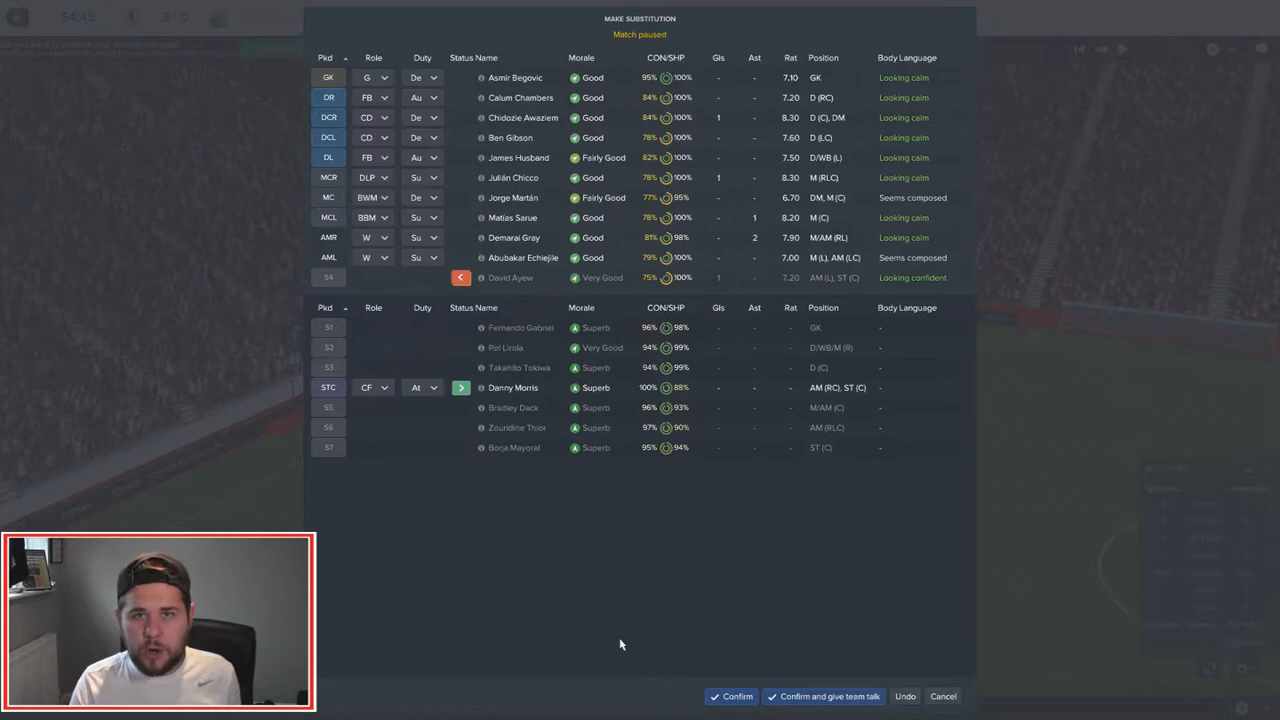 54:45 3 0
MAKE SUBSTITUTION
Match paused
Pkd Role Duty Status Name Morale CON/SHP Gls Ast Rat Position Body Language
GK G De Asmir Begovic Good 95% 100% - - 7.10 GK Looking calm
DR FB Au Calum Chambers Good 84% 100% - - 7.20 D (RC) Looking calm
DCR CD De Chidozie Awaziem Good 84% 100% 1 - 8.30 D (C), DM Looking calm
DCL CD De Ben Gibson Good 78% 100% - - 7.60 D (LC) Looking calm
DL FB Au James Husband Fairly Good 82% 100% - - 7.50 D/WB (L) Looking calm
MCR DLP Su Julián Chicco Good 78% 100% 1 - 8.30 M (RLC) Looking calm
MC BWM De Jorge Martán Fairly Good 77% 95% - - 6.70 DM, M (C) Seems composed
MCL BBM Su Matías Sarue Good 78% 100% - 1 8.20 M (C) Looking calm
AMR W Su Demarai Gray Good 81% 98% - 2 7.90 M/AM (RL) Looking calm
AML W Su Abubakar Echiejile Good 79% 100% - - 7.00 M (L), AM (LC) Seems composed
S4 < David Ayew Very Good 75% 100% 1 - 7.20 AM (L), ST (C) Looking confident
Pkd Role Duty Status Name Morale CON/SHP Gls Ast Rat Position Body Language
S1 Fernando Gabriel Superb 96% 98% - - - GK -
S2 Pol Lirola Very Good 94% 99% - - - D/WB/M (R) -
S3 Takahito Tokiwa Superb 94% 99% - - - D (C) -
STC CF At > Danny Morris Superb 100% 88% - - - AM (RC), ST (C) -
S5 Bradley Dack Superb 96% 93% - - - M/AM (C) -
S6 Zouridine Thior Superb 97% 90% - - - AM (RLC) -
S7 Borja Mayoral Superb 95% 94% - - - ST (C) -
Confirm Confirm and give team talk Undo Cancel